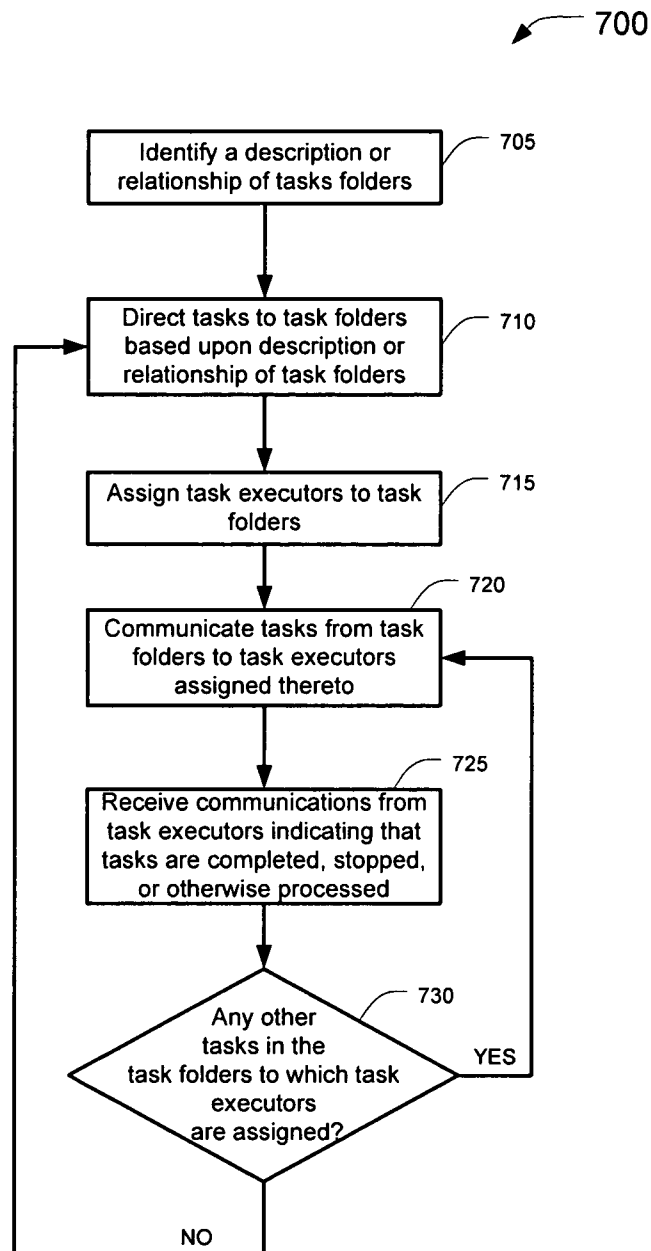 700
Identify a description or
relationship of tasks folders
705
Direct tasks to task folders
based upon description or
relationship of task folders
710
Assign task executors to task
folders
715
720
Communicate tasks from task
folders to task executors
assigned thereto
725
Receive communications from
task executors indicating that
tasks are completed, stopped,
or otherwise processed
730
Any other
tasks in the
task folders to which task
executors
are assigned?
YES
NO